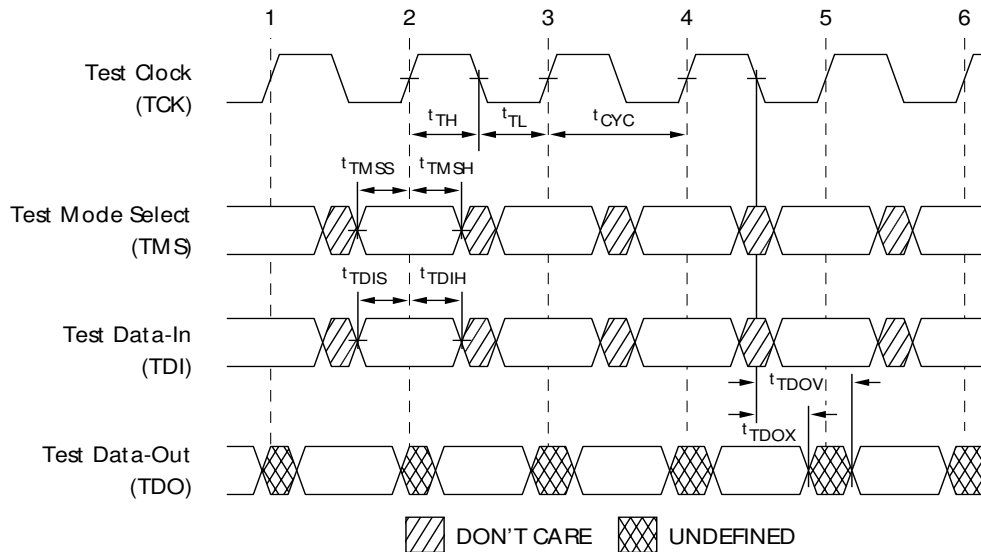 1 2 3 4 5 6
Test Clock
(TCK)
tTH tTL tCYC
tTMSS tTMSH
Test Mode Select
(TMS)
tTDIS tTDIH
Test Data-In
(TDI)
tTDOV
tTDOX
Test Data-Out
(TDO)
DON'T CARE UNDEFINED